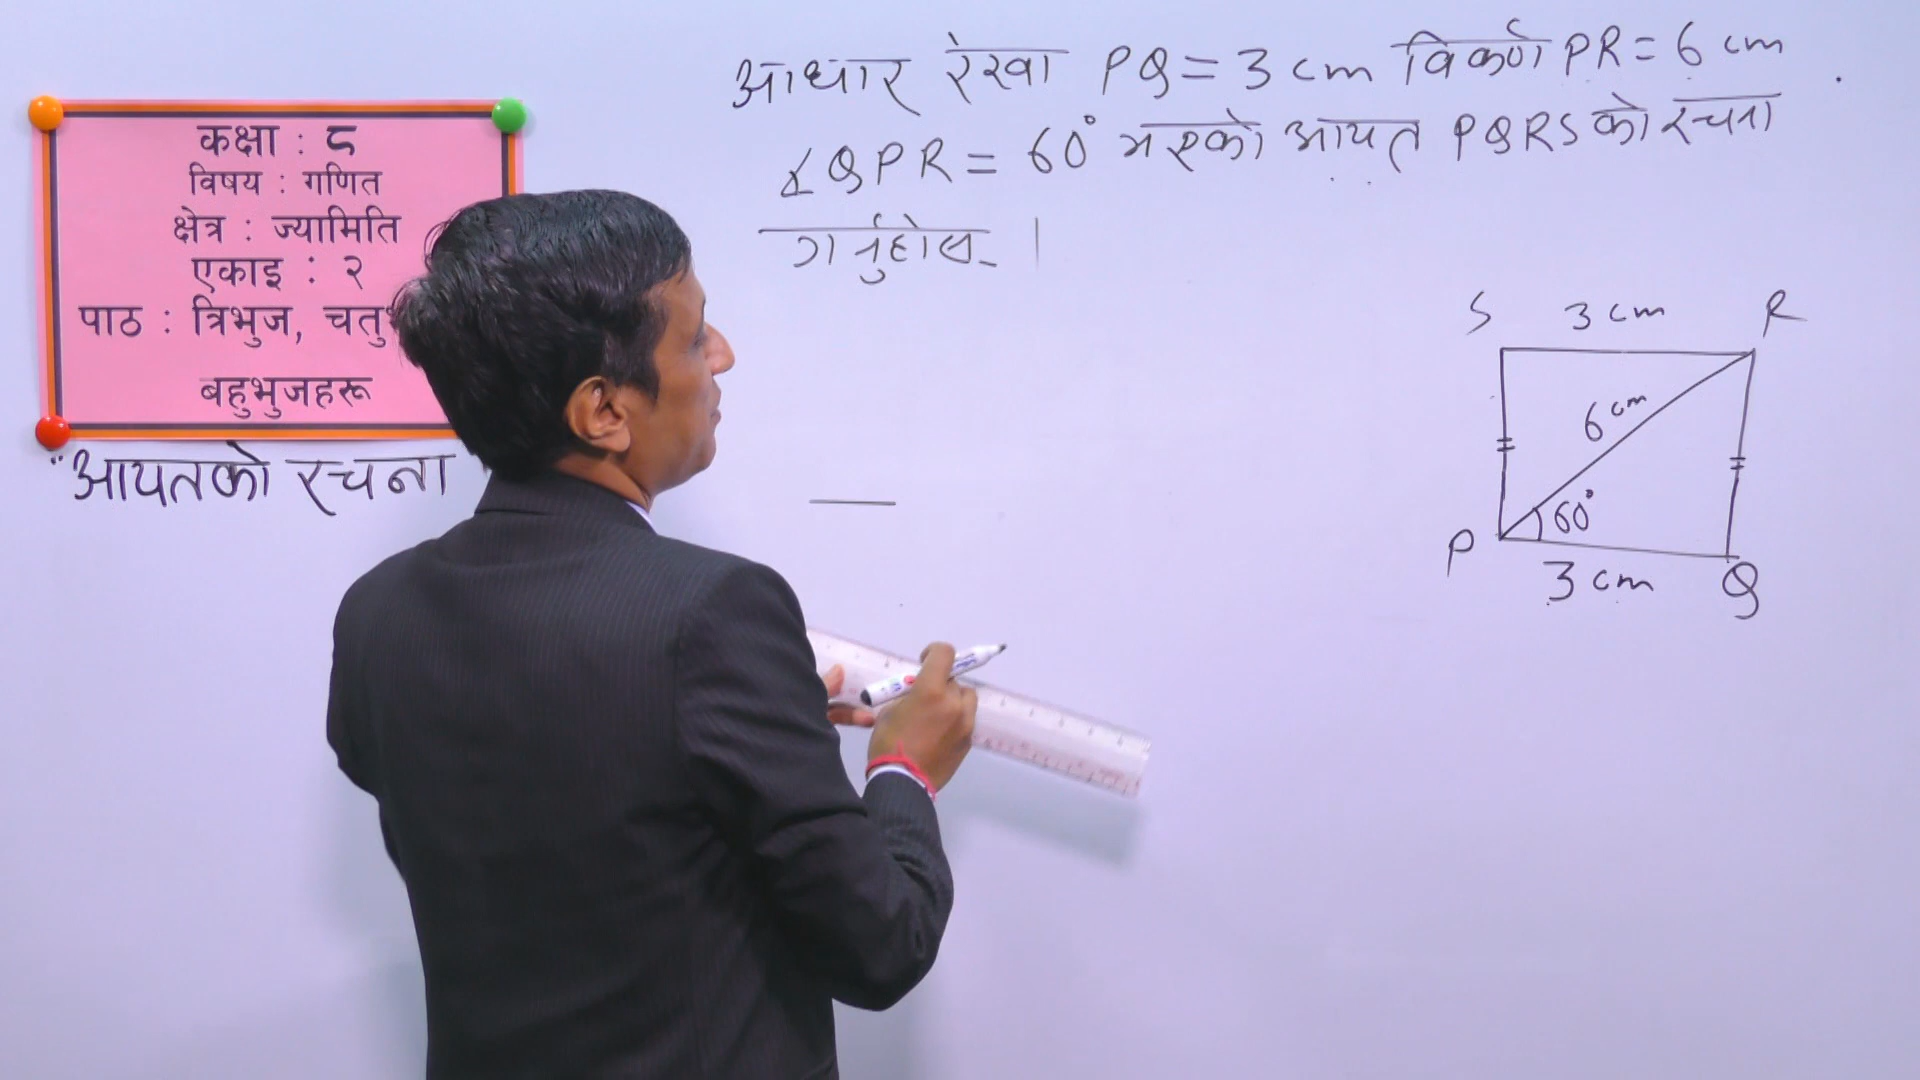 कक्षा : ८
विषय : गणित
क्षेत्र : ज्यामिति
एकाइ : २
पाठ : त्रिभुज,
बहुभुजहरू
"आयतको रचना
आधार रेखा PQ = 3 cm विकर्ण PR = 6 cm
∡QPR = 60° भएको आयत PQRS को रचना
गर्नुहोस् ।
S 3 cm R
6 cm
60°
P 3 cm Q